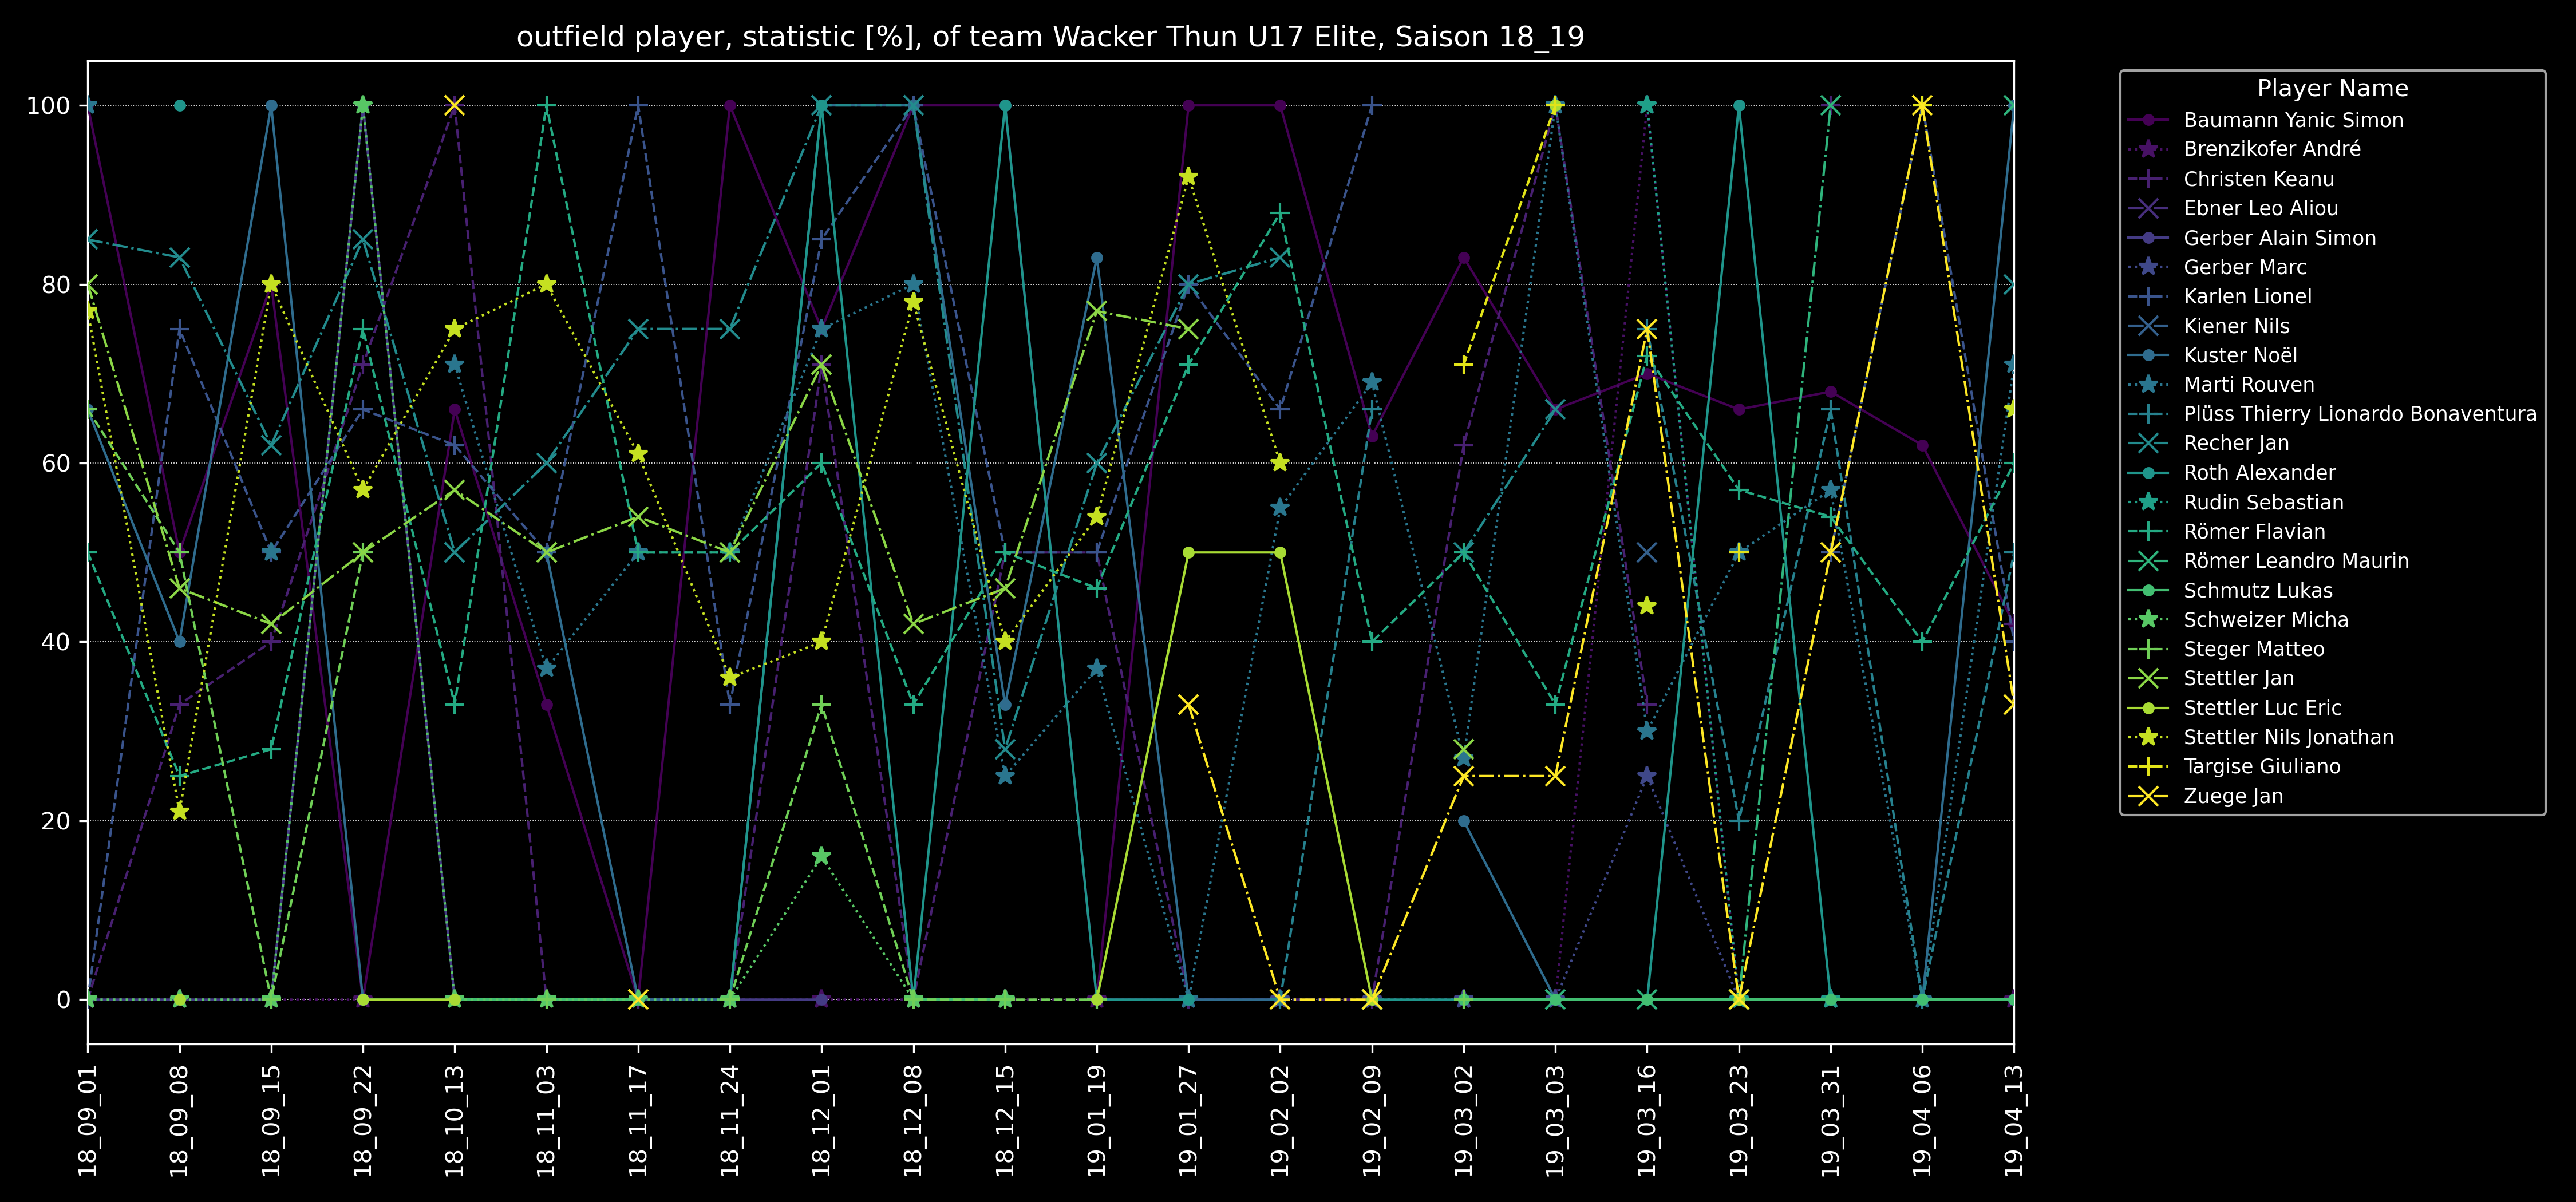 outfield player, statistic [%], of team Wacker Thun U17 Elite, Saison 18_19
100
80
60
40
20
0
18_09_01
18_09_08
18_09_15
18_09_22
18_10_13
18_11_03
18_11_17
18_11_24
18_12_01
18_12_08
18_12_15
19_01_19
19_01_27
19_02_02
19_02_09
19_03_02
19_03_03
19_03_16
19_03_23
19_03_31
19_04_06
19_04_13
Player Name
Baumann Yanic Simon
Brenzikofer André
Christen Keanu
Ebner Leo Aliou
Gerber Alain Simon
Gerber Marc
Karlen Lionel
Kiener Nils
Kuster Noël
Marti Rouven
Plüss Thierry Lionardo Bonaventura
Recher Jan
Roth Alexander
Rudin Sebastian
Römer Flavian
Römer Leandro Maurin
Schmutz Lukas
Schweizer Micha
Steger Matteo
Stettler Jan
Stettler Luc Eric
Stettler Nils Jonathan
Targise Giuliano
Zuege Jan